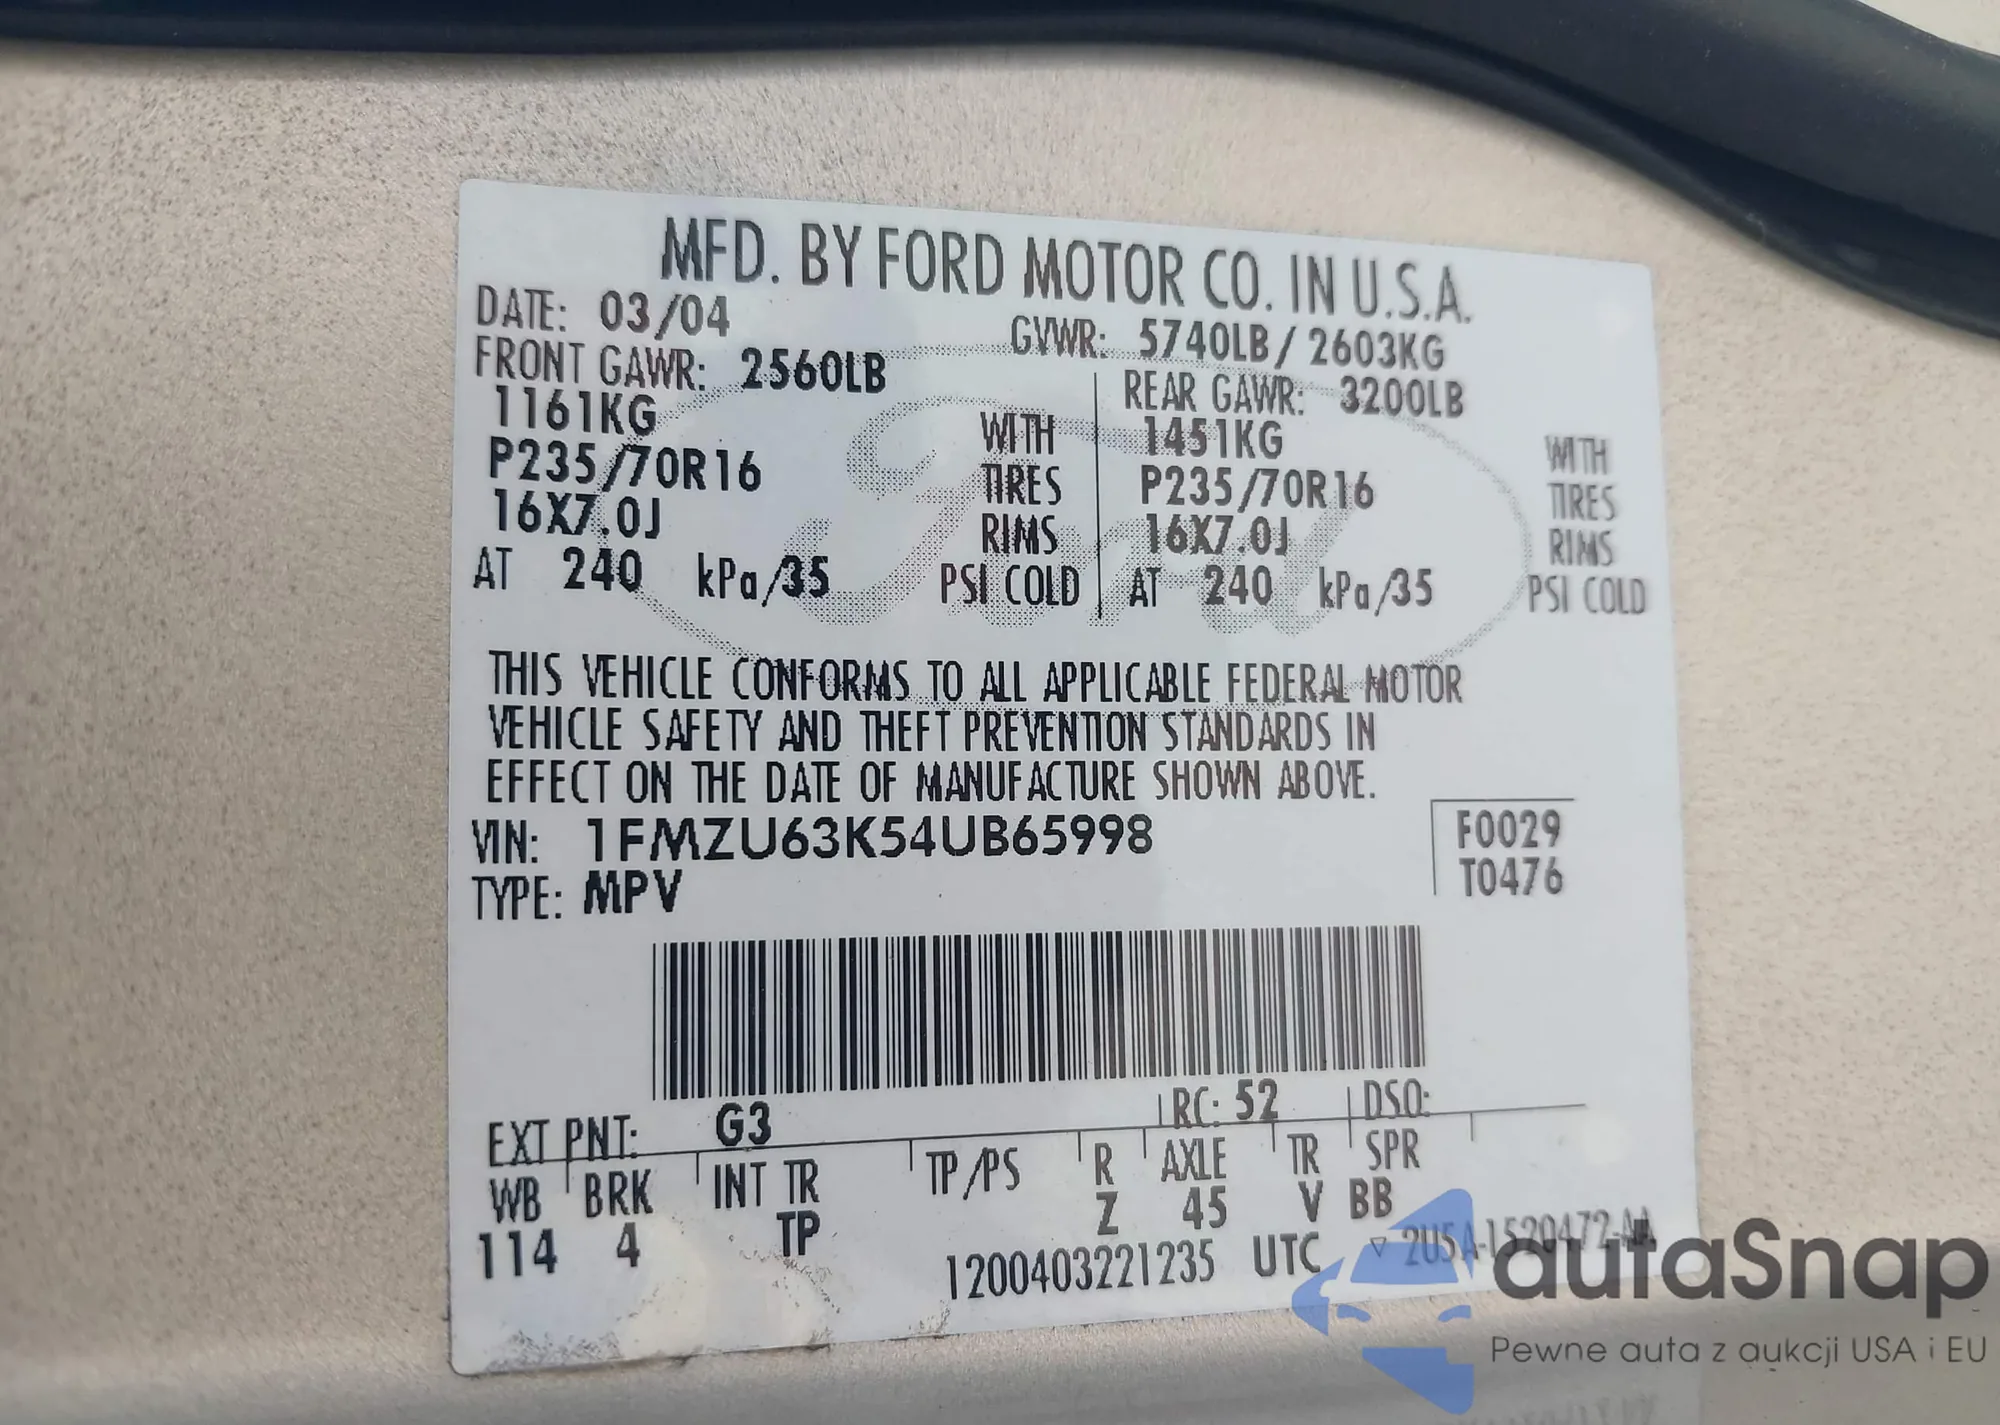 MFD. BY FORD MOTOR CO. IN U.S.A.
DATE: 03/04
GVWR: 5740LB / 2603KG
FRONT GAWR: 2560LB
1161KG WITH
P235/70R16 TIRES
16X7.0J RIMS
AT 240 kPa/35 PSI COLD
REAR GAWR: 3200LB
1451KG WITH
P235/70R16 TIRES
16X7.0J RIMS
AT 240 kPa/35 PSI COLD
Ford
THIS VEHICLE CONFORMS TO ALL APPLICABLE FEDERAL MOTOR
VEHICLE SAFETY AND THEFT PREVENTION STANDARDS IN
EFFECT ON THE DATE OF MANUFACTURE SHOWN ABOVE.
VIN: 1FMZU63K54UB65998
TYPE: MPV
F0029
T0476
EXT PNT: G3 RC: 52 DSO:
WB BRK INT TR TP/PS R AXLE TR SPR
114 4 TP Z 45 V BB
1200403221235 UTC ▽ 2U5A-1520472-AA
autaSnap
Pewne auta z aukcji USA i EU